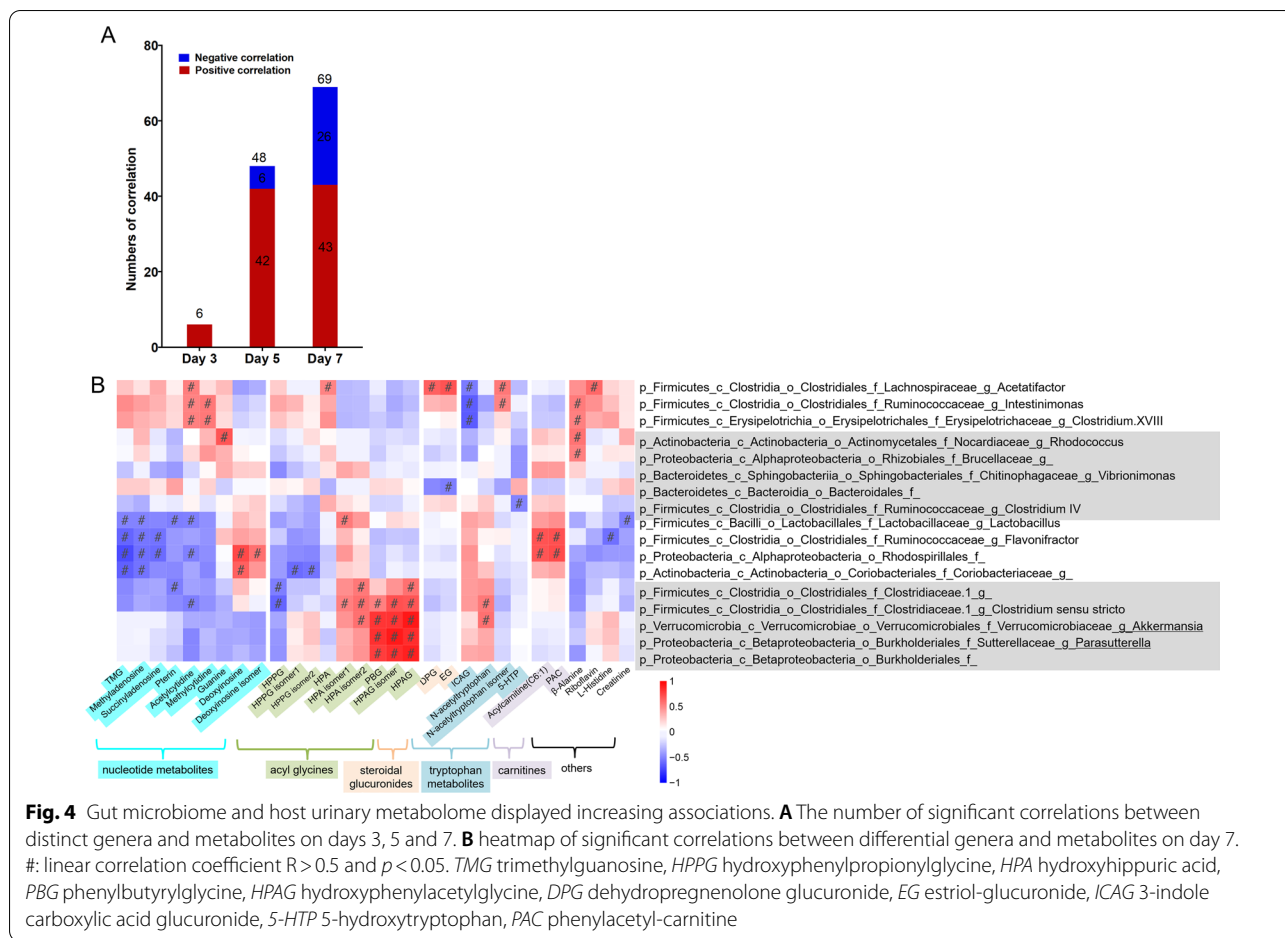 A
80
60
40
20
0
Numbers of correlation
Negative correlation
Positive correlation
6
48
6
42
69
26
43
Day 3 Day 5 Day 7
B
# # # # # # # #
p_Firmicutes_c_Clostridia_o_Clostridiales_f_Lachnospiraceae_g_Acetatifactor
p_Firmicutes_c_Clostridia_o_Clostridiales_f_Ruminococcaceae_g_Intestinimonas
p_Firmicutes_c_Erysipelotrichia_o_Erysipelotrichales_f_Erysipelotrichaceae_g_Clostridium.XVIII
p_Actinobacteria_c_Actinobacteria_o_Actinomycetales_f_Nocardiaceae_g_Rhodococcus
p_Proteobacteria_c_Alphaproteobacteria_o_Rhizobiales_f_Brucellaceae_g_
p_Bacteroidetes_c_Sphingobacteriia_o_Sphingobacteriales_f_Chitinophagaceae_g_Vibrionimonas
p_Bacteroidetes_c_Bacteroidia_o_Bacteroidales_f_
p_Firmicutes_c_Clostridia_o_Clostridiales_f_Ruminococcaceae_g_Clostridium IV
p_Firmicutes_c_Bacilli_o_Lactobacillales_f_Lactobacillaceae_g_Lactobacillus
p_Firmicutes_c_Clostridia_o_Clostridiales_f_Ruminococcaceae_g_Flavonifractor
p_Proteobacteria_c_Alphaproteobacteria_o_Rhodospirillales_f_
p_Actinobacteria_c_Actinobacteria_o_Coriobacteriales_f_Coriobacteriaceae_g_
p_Firmicutes_c_Clostridia_o_Clostridiales_f_Clostridiaceae.1_g_
p_Firmicutes_c_Clostridia_o_Clostridiales_f_Clostridiaceae.1_g_Clostridium sensu stricto
p_Verrucomicrobia_c_Verrucomicrobiae_o_Verrucomicrobiales_f_Verrucomicrobiaceae_g_Akkermansia
p_Proteobacteria_c_Betaproteobacteria_o_Burkholderiales_f_Sutterellaceae_g_Parasutterella
p_Proteobacteria_c_Betaproteobacteria_o_Burkholderiales_f_
TMG
Methyladenosine
Succinyladenosine
Pterin
Acetylcytidine
Methylcytidine
Guanine
Deoxyinosine
Deoxyinosine isomer
HPPG
HPPG isomer1
HPPG isome2
HPA
HPA isomer1
HPA isomer2
PBG
HPAG isomer
HPAG
DPG
EG
ICAG
N-acetyltryptophan
N-acetyltryptophan isomer
5-HTP
Acylcarnitine(C6:1)
PAC
β-Alanine
Riboflavin
L-Histidine
Creatinine
nucleotide metabolites
acyl glycines
steroidal
glucuronides
tryptophan
metabolites
carnitines
others
1
0.5
0
−0.5
−1
Fig. 4 Gut microbiome and host urinary metabolome displayed increasing associations. A The number of significant correlations between
distinct genera and metabolites on days 3, 5 and 7. B heatmap of significant correlations between differential genera and metabolites on day 7.
#: linear correlation coefficient R > 0.5 and p < 0.05. TMG trimethylguanosine, HPPG hydroxyphenylpropionylglycine, HPA hydroxyhippuric acid,
PBG phenylbutyrylglycine, HPAG hydroxyphenylacetylglycine, DPG dehydropregnenolone glucuronide, EG estriol-glucuronide, ICAG 3-indole
carboxylic acid glucuronide, 5-HTP 5-hydroxytryptophan, PAC phenylacetyl-carnitine